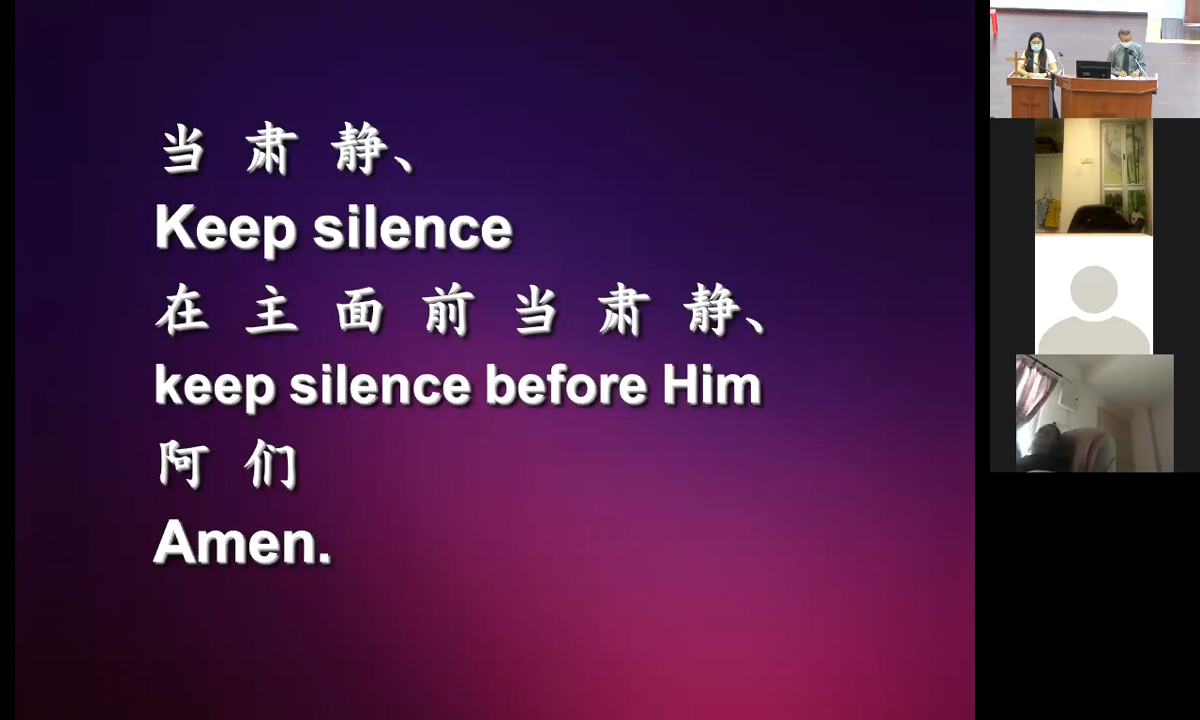 当 肃 静、
Keep silence
在 主 面 前 当 肃 静、
keep silence before Him
阿 们
Amen.